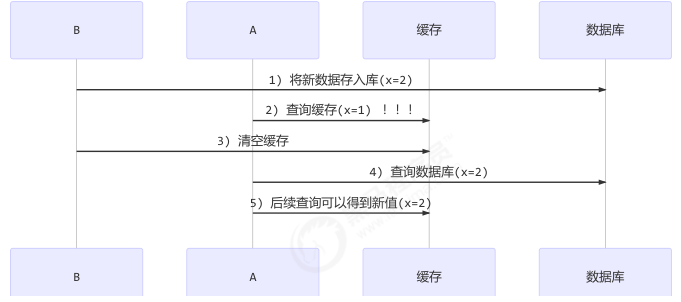 B
A
缓存
数据库
1) 将新数据存入库(x=2)
2) 查询缓存(x=1) ！！！
3) 清空缓存
4) 查询数据库(x=2)
5) 后续查询可以得到新值(x=2)
B
A
缓存
数据库